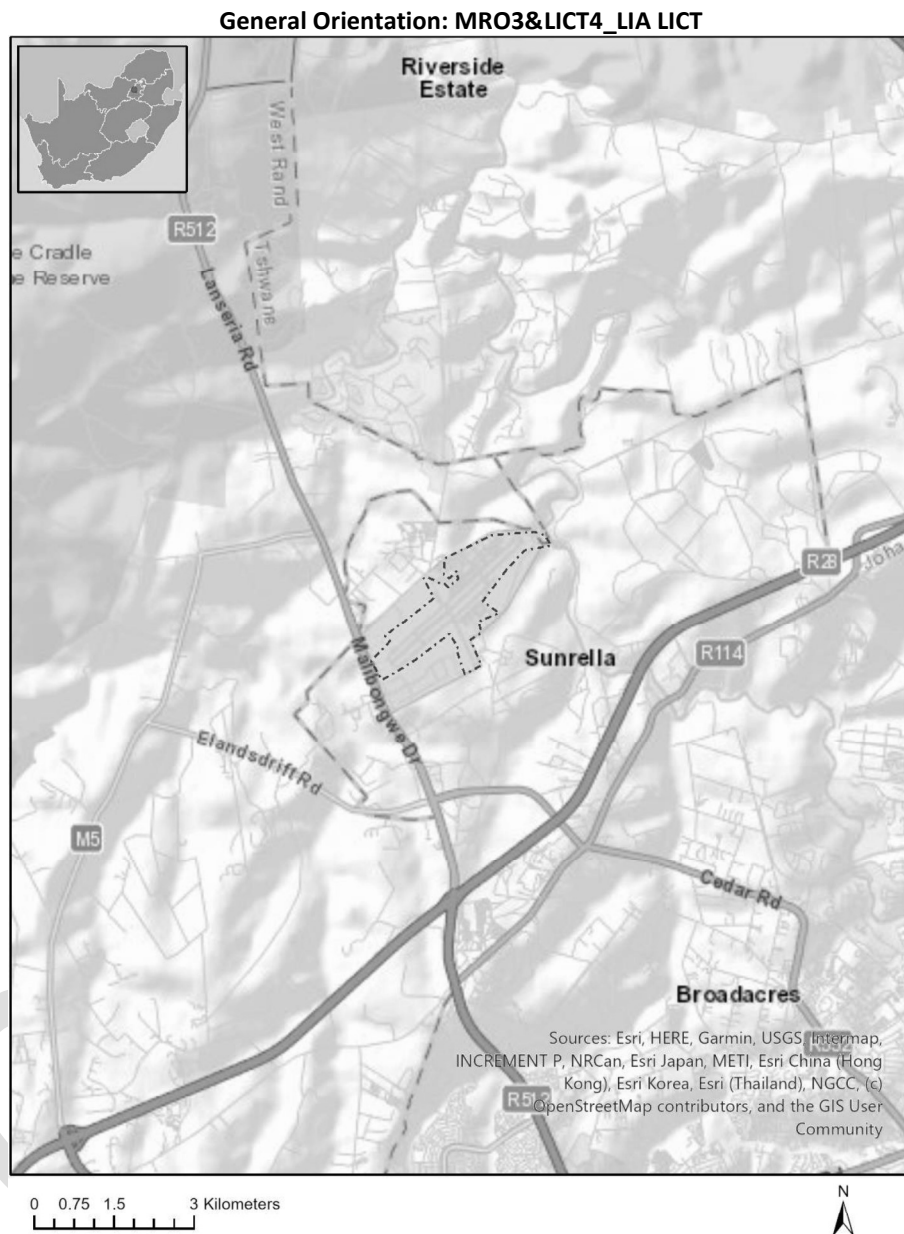 General Orientation: MRO3&LICT4_LIA LICT
Riverside
Estate
West Rand
Tshwane
R512
e Cradle
e Reserve
Lanseria Rd
R28
Joha
Sunrella
R114
Malibongwe Dr
Elandsdrift Rd
M5
Cedar Rd
Broadacres
Sources: Esri, HERE, Garmin, USGS, Intermap,
INCREMENT P, NRCan, Esri Japan, METI, Esri China (Hong
R552
Kong), Esri Korea, Esri (Thailand), NGCC, (c)
R512
OpenStreetMap contributors, and the GIS User
Community
0 0.75 1.5 3 Kilometers
N